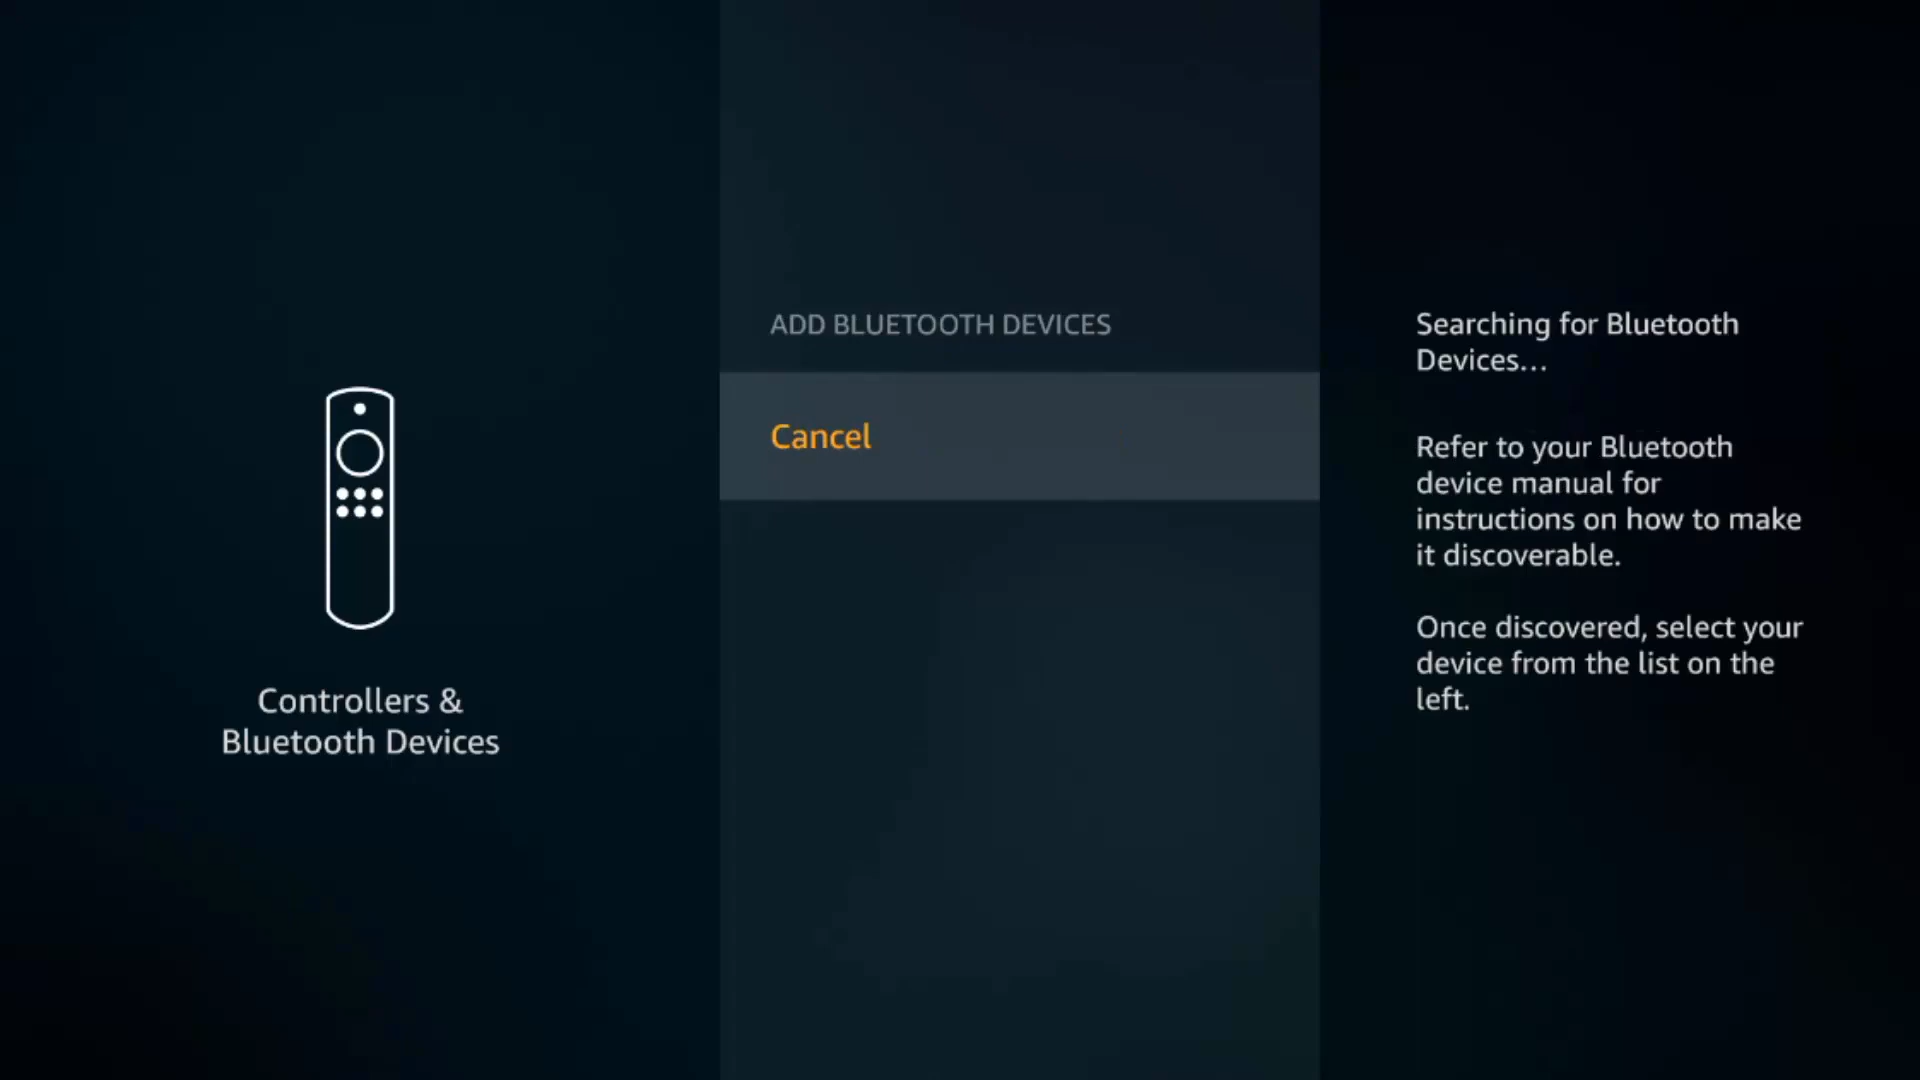 Controllers &
Bluetooth Devices
ADD BLUETOOTH DEVICES
Cancel
Searching for Bluetooth
Devices...
Refer to your Bluetooth
device manual for
instructions on how to make
it discoverable.
Once discovered, select your
device from the list on the
left.